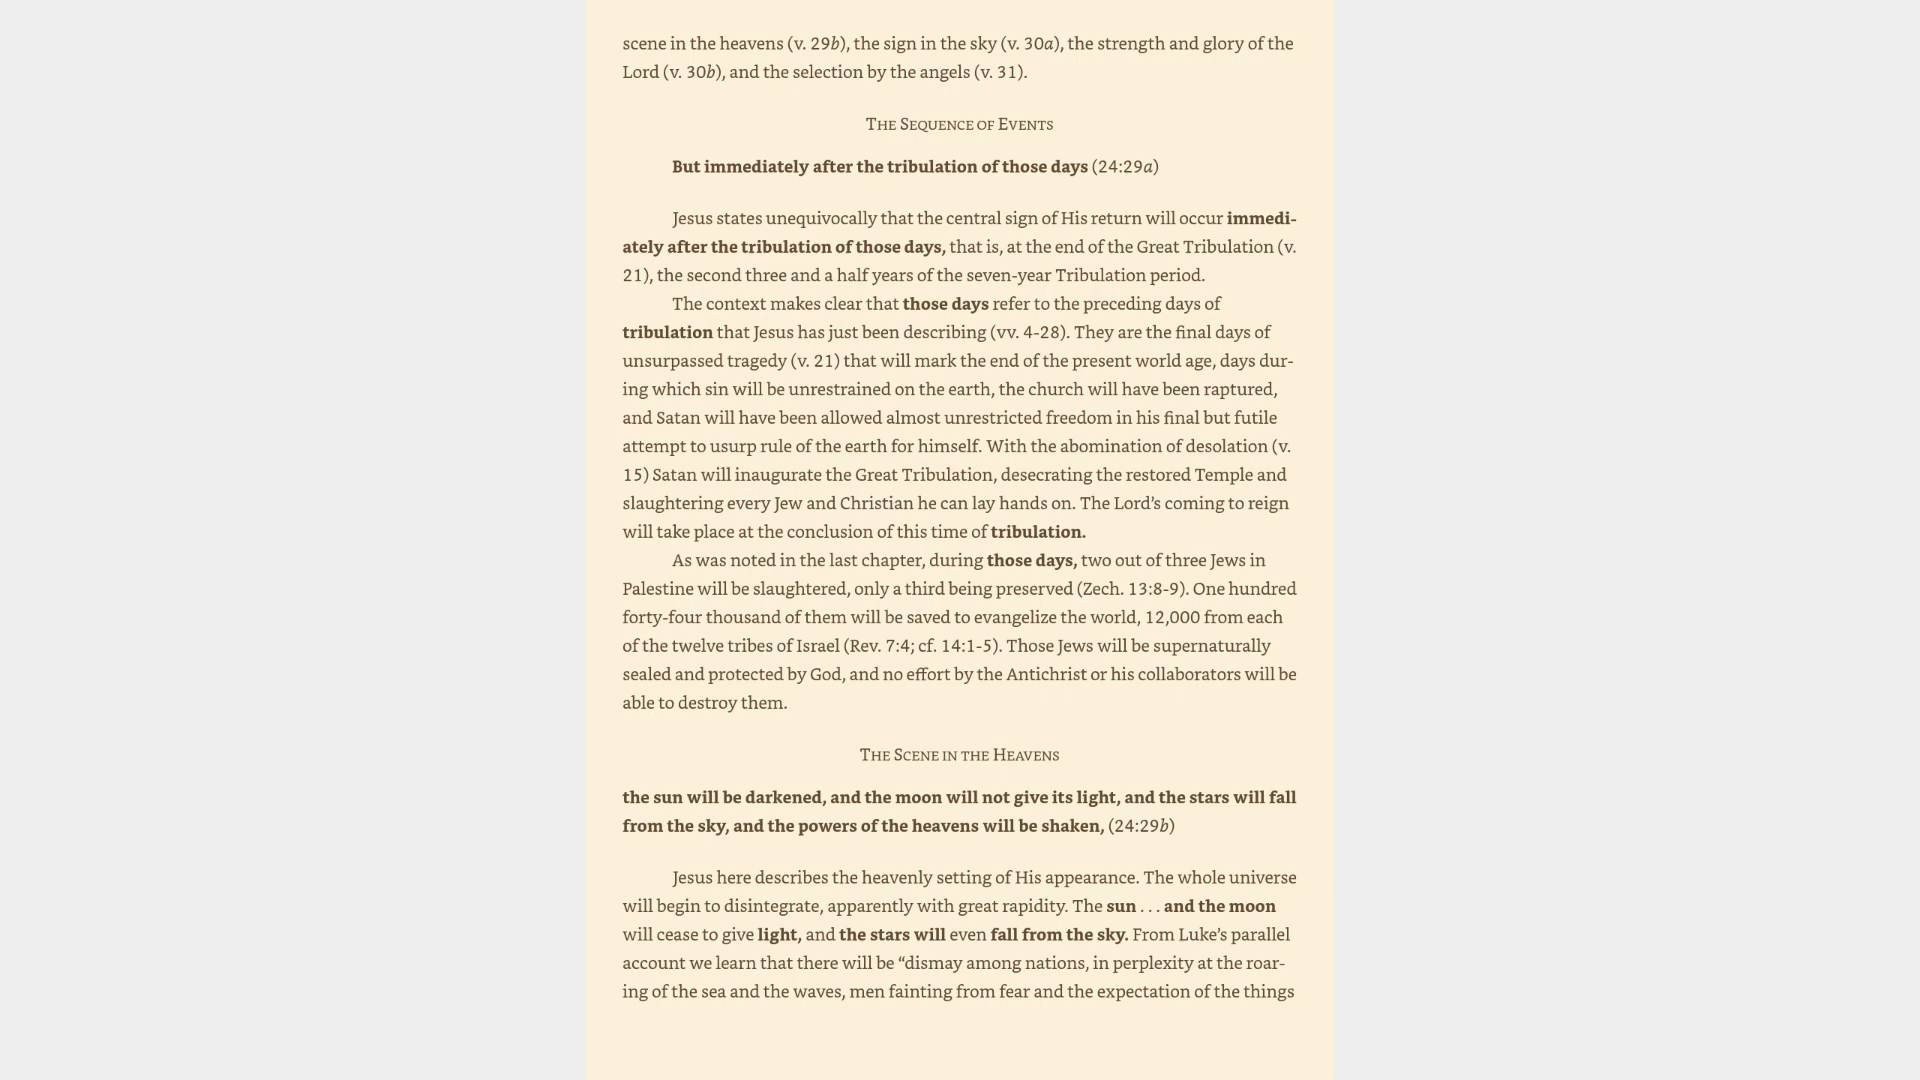 scene in the heavens (v. 29b), the sign in the sky (v. 30a), the strength and glory of the
Lord (v. 30b), and the selection by the angels (v. 31).
THE SEQUENCE OF EVENTS
But immediately after the tribulation of those days (24:29a)
Jesus states unequivocally that the central sign of His return will occur immedi-
ately after the tribulation of those days, that is, at the end of the Great Tribulation (v.
21), the second three and a half years of the seven-year Tribulation period.
The context makes clear that those days refer to the preceding days of
tribulation that Jesus has just been describing (vv. 4-28). They are the final days of
unsurpassed tragedy (v. 21) that will mark the end of the present world age, days dur-
ing which sin will be unrestrained on the earth, the church will have been raptured,
and Satan will have been allowed almost unrestricted freedom in his final but futile
attempt to usurp rule of the earth for himself. With the abomination of desolation (v.
15) Satan will inaugurate the Great Tribulation, desecrating the restored Temple and
slaughtering every Jew and Christian he can lay hands on. The Lord’s coming to reign
will take place at the conclusion of this time of tribulation.
As was noted in the last chapter, during those days, two out of three Jews in
Palestine will be slaughtered, only a third being preserved (Zech. 13:8-9). One hundred
forty-four thousand of them will be saved to evangelize the world, 12,000 from each
of the twelve tribes of Israel (Rev. 7:4; cf. 14:1-5). Those Jews will be supernaturally
sealed and protected by God, and no effort by the Antichrist or his collaborators will be
able to destroy them.
THE SCENE IN THE HEAVENS
the sun will be darkened, and the moon will not give its light, and the stars will fall
from the sky, and the powers of the heavens will be shaken, (24:29b)
Jesus here describes the heavenly setting of His appearance. The whole universe
will begin to disintegrate, apparently with great rapidity. The sun . . . and the moon
will cease to give light, and the stars will even fall from the sky. From Luke’s parallel
account we learn that there will be “dismay among nations, in perplexity at the roar-
ing of the sea and the waves, men fainting from fear and the expectation of the things